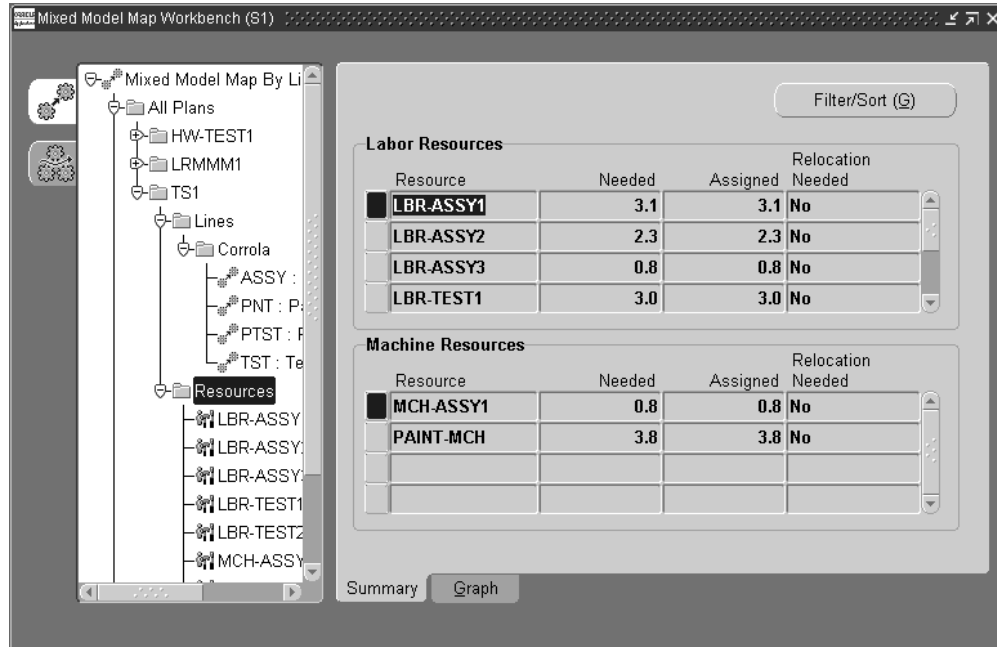 Mixed Model Map Workbench (S1)
Mixed Model Map By Li
All Plans
HW-TEST1
LRMMM1
TS1
Lines
Corrola
ASSY :
PNT : P
PTST : F
TST : Te
Resources
LBR-ASSY
LBR-ASSY
LBR-ASSY
LBR-TEST1
LBR-TEST2
MCH-ASSY
Filter/Sort (G)
Labor Resources
Resource Needed Assigned Relocation Needed
LBR-ASSY1 3.1 3.1 No
LBR-ASSY2 2.3 2.3 No
LBR-ASSY3 0.8 0.8 No
LBR-TEST1 3.0 3.0 No
Machine Resources
Resource Needed Assigned Relocation Needed
MCH-ASSY1 0.8 0.8 No
PAINT-MCH 3.8 3.8 No
Summary Graph